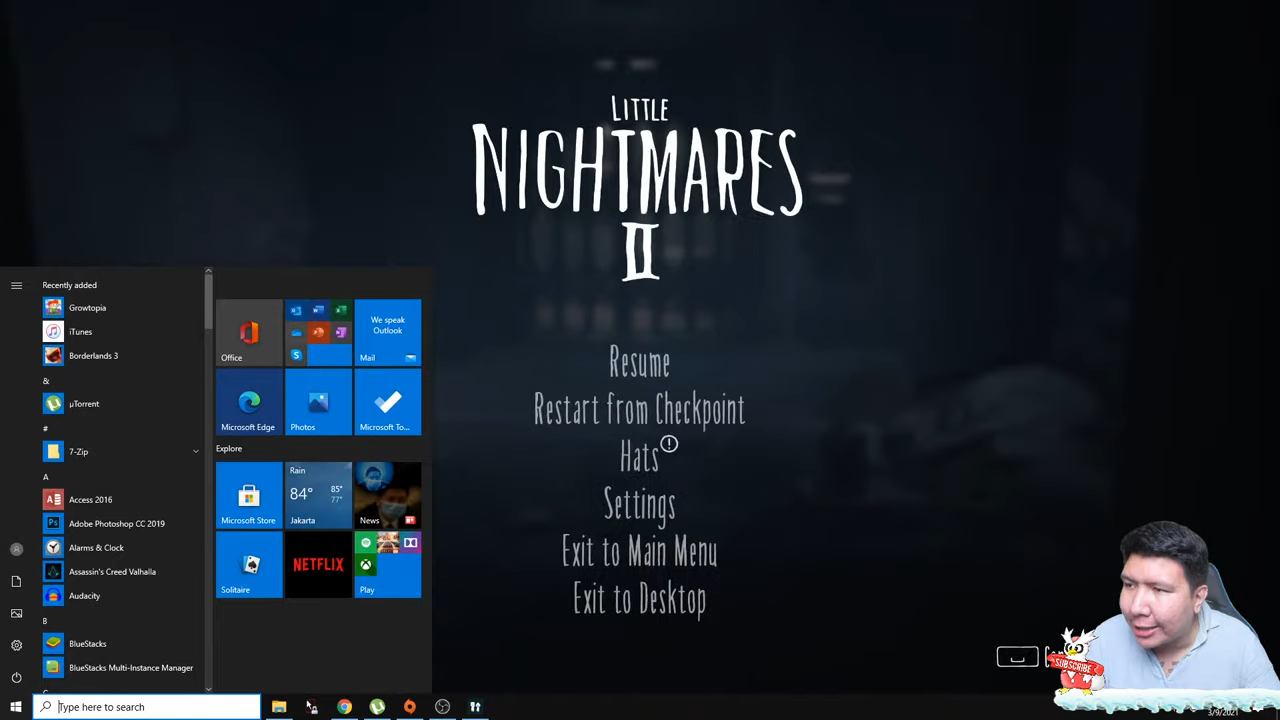 LITTLE
NIGHTMARES
II
Resume
Restart from Checkpoint
Hats
Settings
Exit to Main Menu
Exit to Desktop
Recently added
Growtopia
iTunes
Borderlands 3
&
µTorrent
#
7-Zip
A
Access 2016
Adobe Photoshop CC 2019
Alarms & Clock
Assassin's Creed Valhalla
Audacity
B
BlueStacks
BlueStacks Multi-Instance Manager
Office
We speak
Outlook
Mail
Microsoft Edge
Photos
Microsoft To...
Explore
Microsoft Store
Rain
84°
85°
77°
Jakarta
News
Solitaire
NETFLIX
Play
Type here to search
SUBSCRIBE
3/9/2021